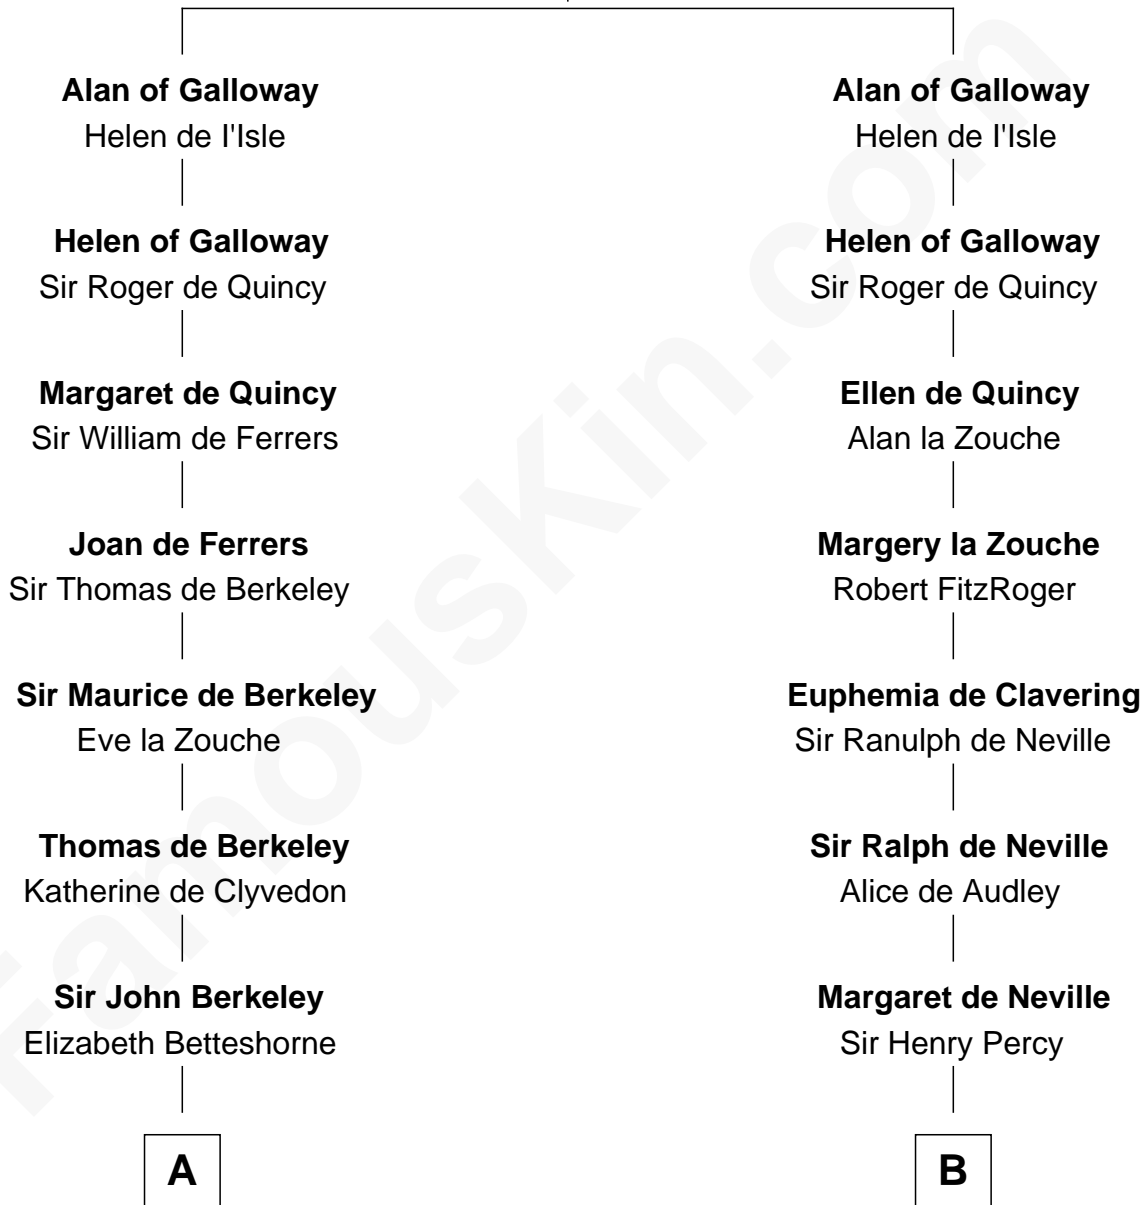 Alan of Galloway
Helen de I'Isle
Helen of Galloway
Sir Roger de Quincy
Margaret de Quincy
Sir William de Ferrers
Joan de Ferrers
Sir Thomas de Berkeley
Sir Maurice de Berkeley
Eve la Zouche
Thomas de Berkeley
Katherine de Clyvedon
Sir John Berkeley
Elizabeth Betteshorne
A
Alan of Galloway
Helen de I'Isle
Helen of Galloway
Sir Roger de Quincy
Ellen de Quincy
Alan la Zouche
Margery la Zouche
Robert FitzRoger
Euphemia de Clavering
Sir Ranulph de Neville
Sir Ralph de Neville
Alice de Audley
Margaret de Neville
Sir Henry Percy
B
FamousKin.com